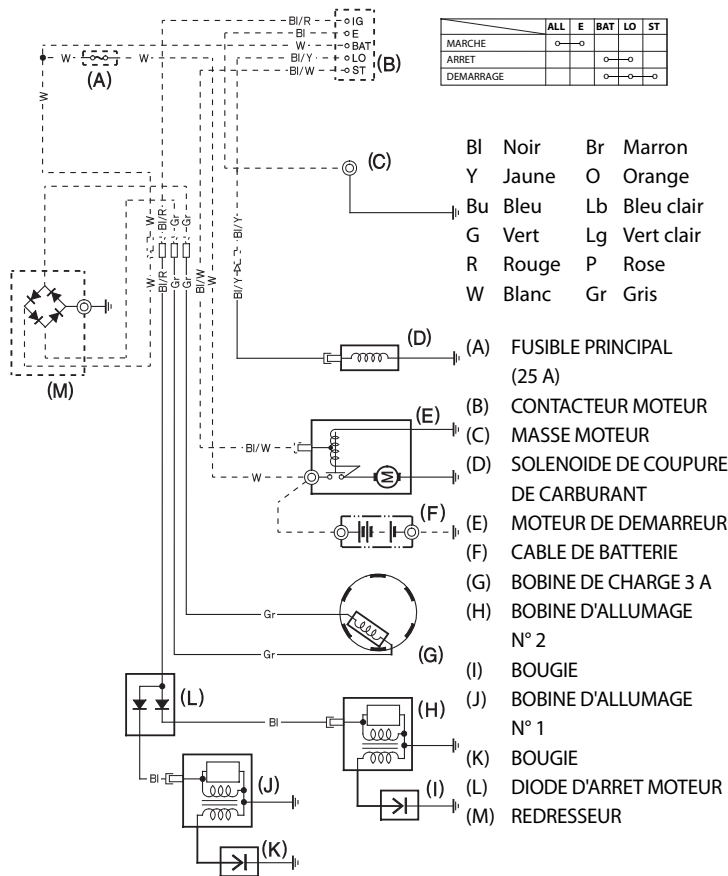 Bl/R IG
Bl E
W BAT
Bl/Y LO
Bl/W ST
(B)
W W
(A)
W
ALL E BAT LO ST
MARCHE
ARRET
DEMARRAGE
(C)
Bl Noir Br Marron
Y Jaune O Orange
Bu Bleu Lb Bleu clair
G Vert Lg Vert clair
R Rouge P Rose
W Blanc Gr Gris
W Bl/R Gr Gr
W Bl/R Gr Gr
Bl/W W Bl/Y Bl/Y
(M)
(D)
(E)
Bl/W
W
M
(F)
Gr
Gr
(G)
(L)
Bl
(H)
Bl
(J)
(I)
(K)
(A) FUSIBLE PRINCIPAL
(25 A)
(B) CONTACTEUR MOTEUR
(C) MASSE MOTEUR
(D) SOLENOIDE DE COUPURE
DE CARBURANT
(E) MOTEUR DE DEMARREUR
(F) CABLE DE BATTERIE
(G) BOBINE DE CHARGE 3 A
(H) BOBINE D'ALLUMAGE
N° 2
(I) BOUGIE
(J) BOBINE D'ALLUMAGE
N° 1
(K) BOUGIE
(L) DIODE D'ARRET MOTEUR
(M) REDRESSEUR